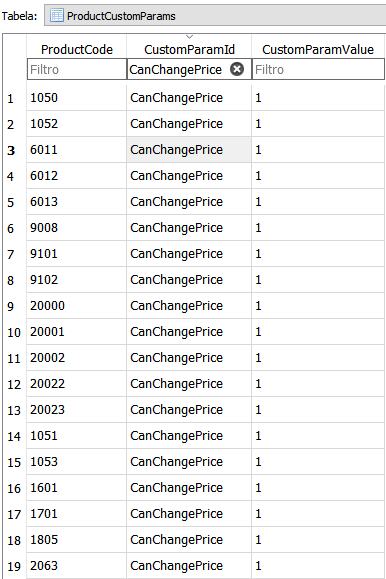 Tabela: ProductCustomParams
ProductCode CustomParamId CustomParamValue
Filtro CanChangePrice Filtro
1 1050 CanChangePrice 1
2 1052 CanChangePrice 1
3 6011 CanChangePrice 1
4 6012 CanChangePrice 1
5 6013 CanChangePrice 1
6 9008 CanChangePrice 1
7 9101 CanChangePrice 1
8 9102 CanChangePrice 1
9 20000 CanChangePrice 1
10 20001 CanChangePrice 1
11 20002 CanChangePrice 1
12 20022 CanChangePrice 1
13 20023 CanChangePrice 1
14 1051 CanChangePrice 1
15 1053 CanChangePrice 1
16 1601 CanChangePrice 1
17 1701 CanChangePrice 1
18 1805 CanChangePrice 1
19 2063 CanChangePrice 1